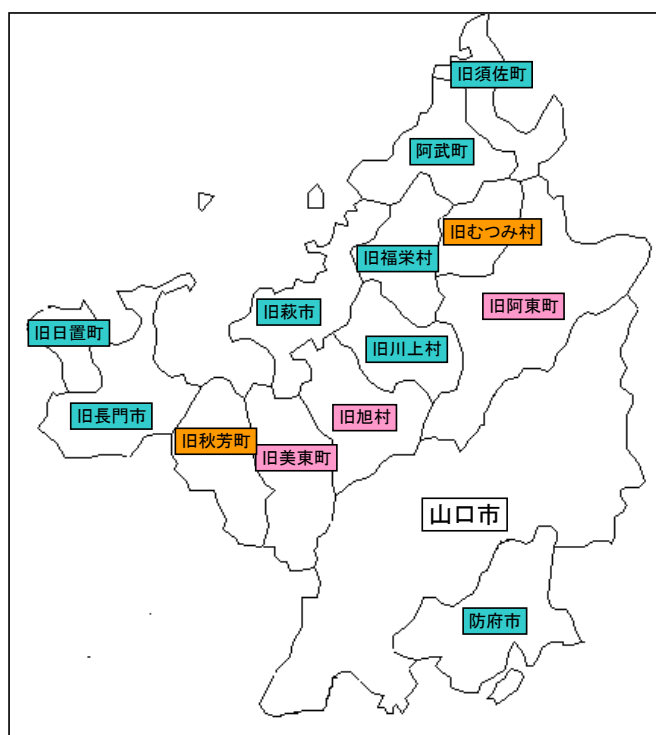 旧須佐町
阿武町
旧むつみ村
旧福栄村
旧阿東町
旧萩市
旧日置町
旧川上村
旧長門市
旧旭村
旧秋芳町
旧美東町
山口市
防府市